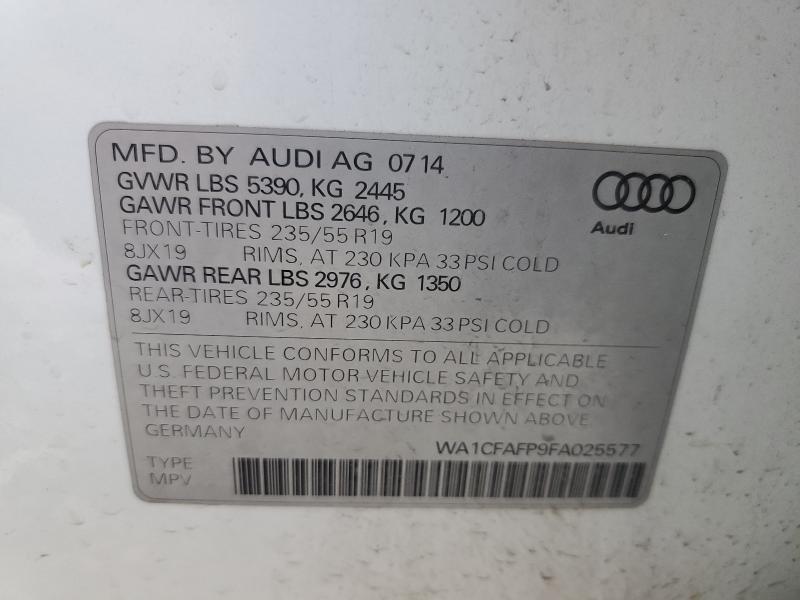 MFD. BY AUDI AG 07 14
GVWR LBS 5390, KG 2445
GAWR FRONT LBS 2646, KG 1200
FRONT-TIRES 235/55 R19
8JX19 RIMS, AT 230 KPA 33 PSI COLD
GAWR REAR LBS 2976, KG 1350
REAR-TIRES 235/55 R19
8JX19 RIMS, AT 230 KPA 33 PSI COLD
Audi
THIS VEHICLE CONFORMS TO ALL APPLICABLE
U.S. FEDERAL MOTOR VEHICLE SAFETY AND
THEFT PREVENTION STANDARDS IN EFFECT ON
THE DATE OF MANUFACTURE SHOWN ABOVE
GERMANY
WA1CFAFP9FA025577
TYPE
MPV